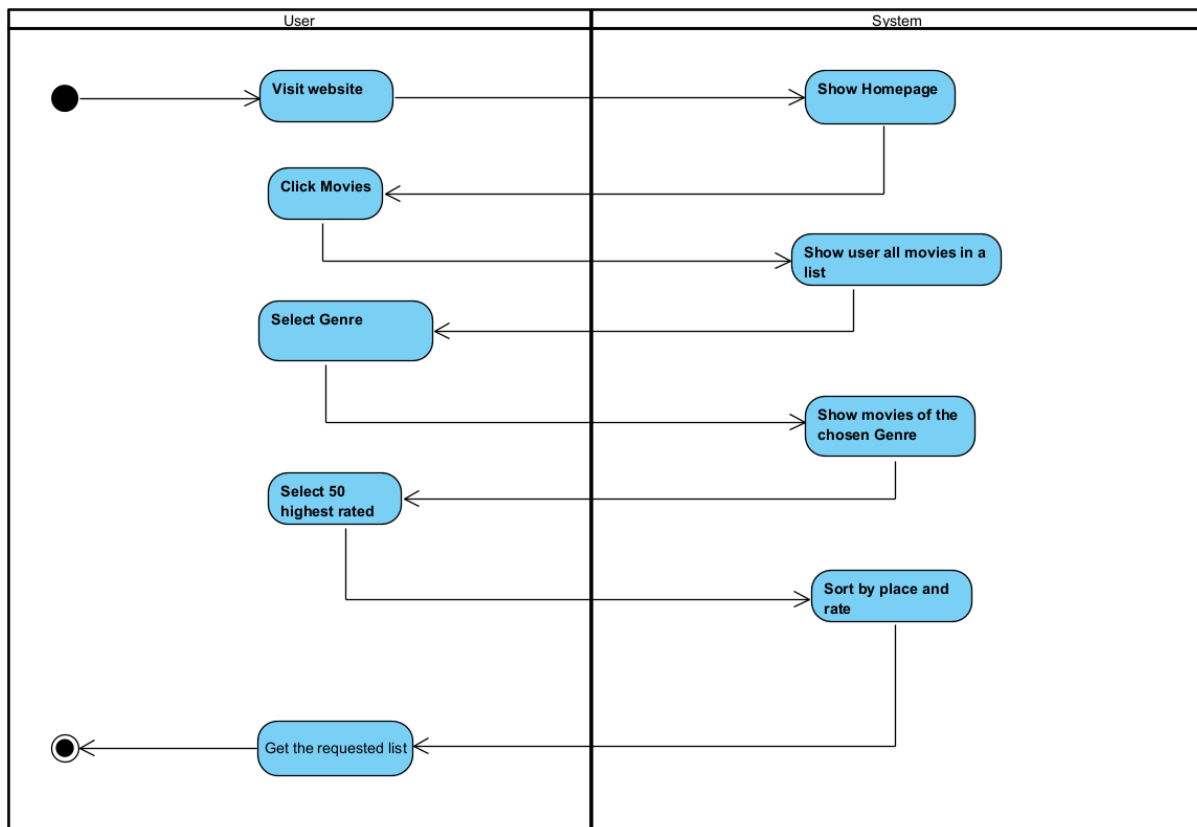 User
System
Visit website
Show Homepage
Click Movies
Show user all movies in a
list
Select Genre
Show movies of the
chosen Genre
Select 50
highest rated
Sort by place and
rate
Get the requested list